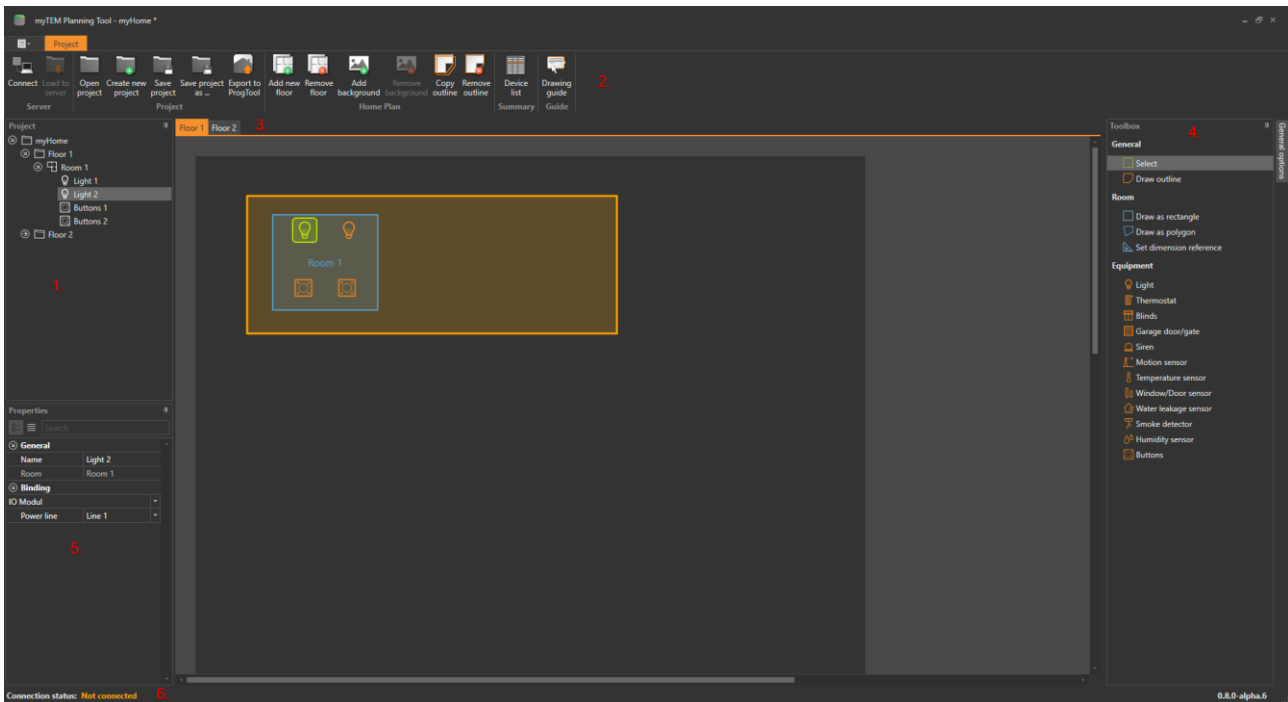 myTEM Planning Tool - myHome *
Project
Connect Load to server Open project Create new project Save project Save project as ... Export to ProgTool Add new floor Remove floor Add background Remove background Copy outline Remove outline Device list Drawing guide
2.
Server Project Home Plan Summary Guide
Project
myHome
Floor 1
Room 1
Light 1
Light 2
Buttons 1
Buttons 2
Floor 2
1.
Floor 1 Floor 2 3.
Room 1
Toolbox 4.
General options
General
Select
Draw outline
Room
Draw as rectangle
Draw as polygon
Set dimension reference
Equipment
Light
Thermostat
Blinds
Garage door/gate
Siren
Motion sensor
Temperature sensor
Window/Door sensor
Water leakage sensor
Smoke detector
Humidity sensor
Buttons
Properties
Search
General
Name Light 2
Room Room 1
Binding
IO Modul
Power line Line 1
5.
Connection status: Not connected 6.
0.8.0-alpha.6